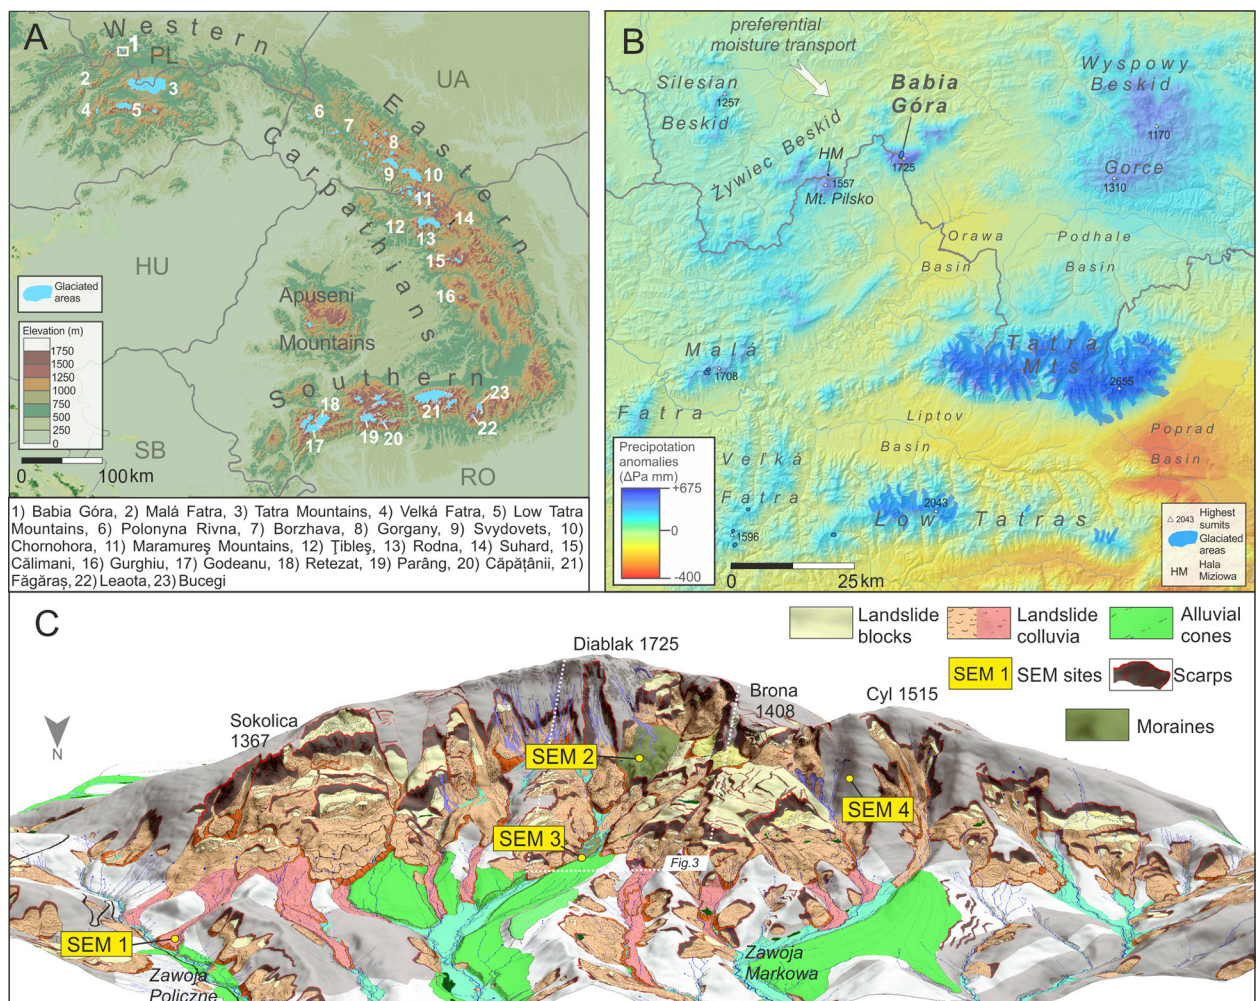 A
Western
PL
1
2
3
4
5
UA
Eastern
6
7
8
9
10
11
12
13
14
15
16
Carpathians
HU
Apuseni
Mountains
Glaciated
areas
Elevation (m)
1750
1500
1250
1000
750
500
250
0
Southern
17
18
19
20
21
22
23
SB
RO
0
100km
1) Babia Góra, 2) Malá Fatra, 3) Tatra Mountains, 4) Velká Fatra, 5) Low Tatra
Mountains, 6) Polonyna Rivna, 7) Borzhava, 8) Gorgany, 9) Svydovets, 10)
Chornohora, 11) Maramureş Mountains, 12) Ţibleş, 13) Rodna, 14) Suhard, 15)
Călimani, 16) Gurghiu, 17) Godeanu, 18) Retezat, 19) Parâng, 20) Căpățânii, 21)
Făgăraș, 22) Leaota, 23) Bucegi
B
preferential
moisture transport
Silesian
1257
Beskid
Babia
Góra
1725
Wyspowy
Beskid
1170
Żywiec Beskid
HM
1557
Mt. Pilsko
Gorce
1310
Orawa
Basin
Podhale
Basin
Malá
1708
Fatra
Tatra
Mts
2655
Liptov
Basin
Poprad
Basin
Veľká
Fatra
1596
2043
Low Tatras
Precipotation
anomalies
(ΔPa mm)
+675
0
-400
0
25km
2043
Highest
sumits
Glaciated
areas
HM
Hala
Miziowa
C
Landslide
blocks
Landslide
colluvia
Alluvial
cones
SEM 1
SEM sites
Scarps
Moraines
Diablak 1725
Brona
1408
Cyl 1515
Sokolica
1367
N
SEM 2
SEM 4
SEM 3
Fig.3
SEM 1
Zawoja
Policzne
Zawoja
Markowa